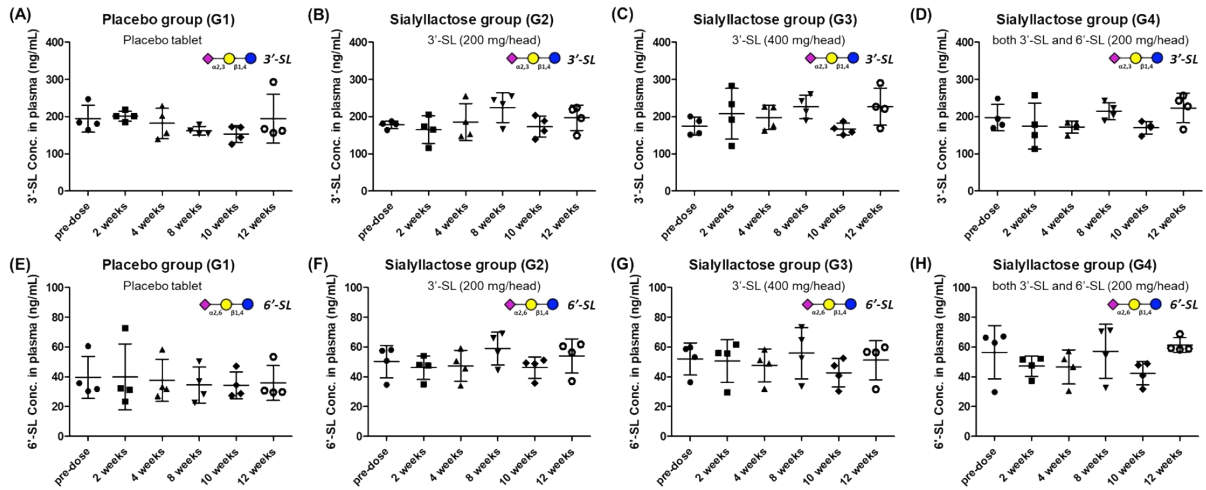 (A) Placebo group (G1)
Placebo tablet
3′-SL
α2,3 β1,4
3′-SL Conc. in plasma (ng/mL)
400
300
200
100
0
pre-dose
2 weeks
4 weeks
8 weeks
10 weeks
12 weeks
(B) Sialyllactose group (G2)
3′-SL (200 mg/head)
3′-SL
α2,3 β1,4
3′-SL Conc. in plasma (ng/mL)
400
300
200
100
0
pre-dose
2 weeks
4 weeks
8 weeks
10 weeks
12 weeks
(C) Sialyllactose group (G3)
3′-SL (400 mg/head)
3′-SL
α2,3 β1,4
3′-SL Conc. in plasma (ng/mL)
400
300
200
100
0
pre-dose
2 weeks
4 weeks
8 weeks
10 weeks
12 weeks
(D) Sialyllactose group (G4)
both 3′-SL and 6′-SL (200 mg/head)
3′-SL
α2,3 β1,4
3′-SL Conc. in plasma (ng/mL)
400
300
200
100
0
pre-dose
2 weeks
4 weeks
8 weeks
10 weeks
12 weeks
(E) Placebo group (G1)
Placebo tablet
6′-SL
α2,6 β1,4
6′-SL Conc. in plasma (ng/mL)
100
80
60
40
20
0
pre-dose
2 weeks
4 weeks
8 weeks
10 weeks
12 weeks
(F) Sialyllactose group (G2)
3′-SL (200 mg/head)
6′-SL
α2,6 β1,4
6′-SL Conc. in plasma (ng/mL)
100
80
60
40
20
0
pre-dose
2 weeks
4 weeks
8 weeks
10 weeks
12 weeks
(G) Sialyllactose group (G3)
3′-SL (400 mg/head)
6′-SL
α2,6 β1,4
6′-SL Conc. in plasma (ng/mL)
100
80
60
40
20
0
pre-dose
2 weeks
4 weeks
8 weeks
10 weeks
12 weeks
(H) Sialyllactose group (G4)
both 3′-SL and 6′-SL (200 mg/head)
6′-SL
α2,6 β1,4
6′-SL Conc. in plasma (ng/mL)
100
80
60
40
20
0
pre-dose
2 weeks
4 weeks
8 weeks
10 weeks
12 weeks